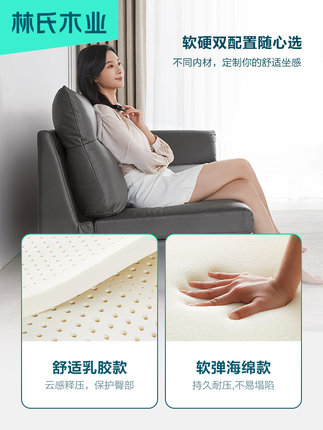 林氏木业
软硬双配置随心选
不同内材，定制你的舒适坐感
舒适乳胶款
云感释压，保护臀部
软弹海绵款
持久耐压,不易塌陷